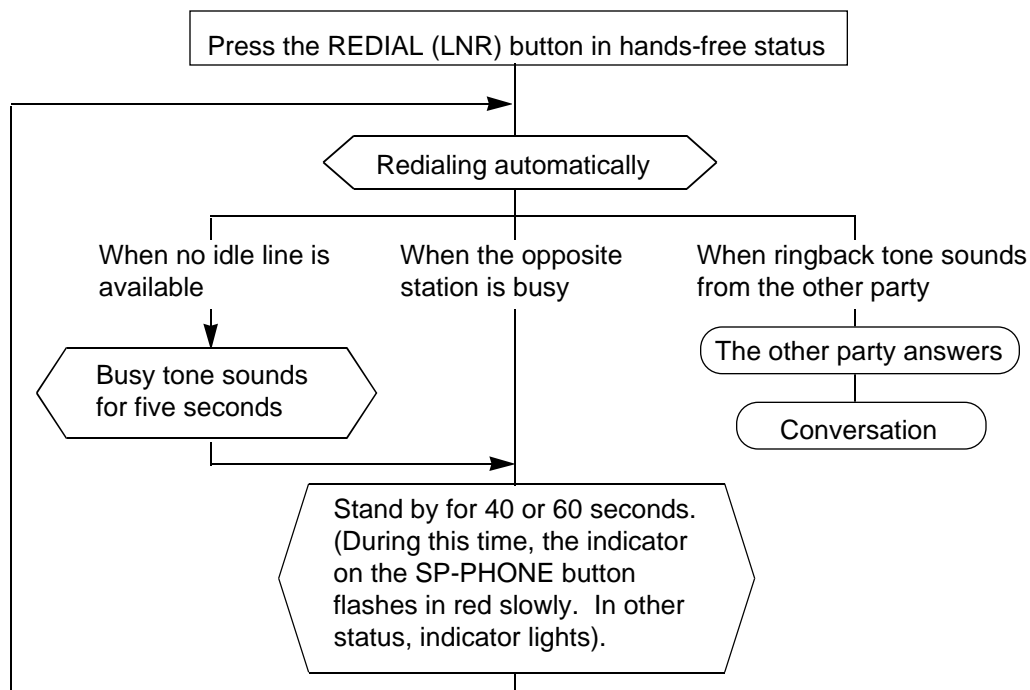 Press the REDIAL (LNR) button in hands-free status
Redialing automatically
When no idle line is
available
When the opposite
station is busy
When ringback tone sounds
from the other party
Busy tone sounds
for five seconds
The other party answers
Conversation
Stand by for 40 or 60 seconds.
(During this time, the indicator
on the SP-PHONE button
flashes in red slowly.  In other
status, indicator lights).